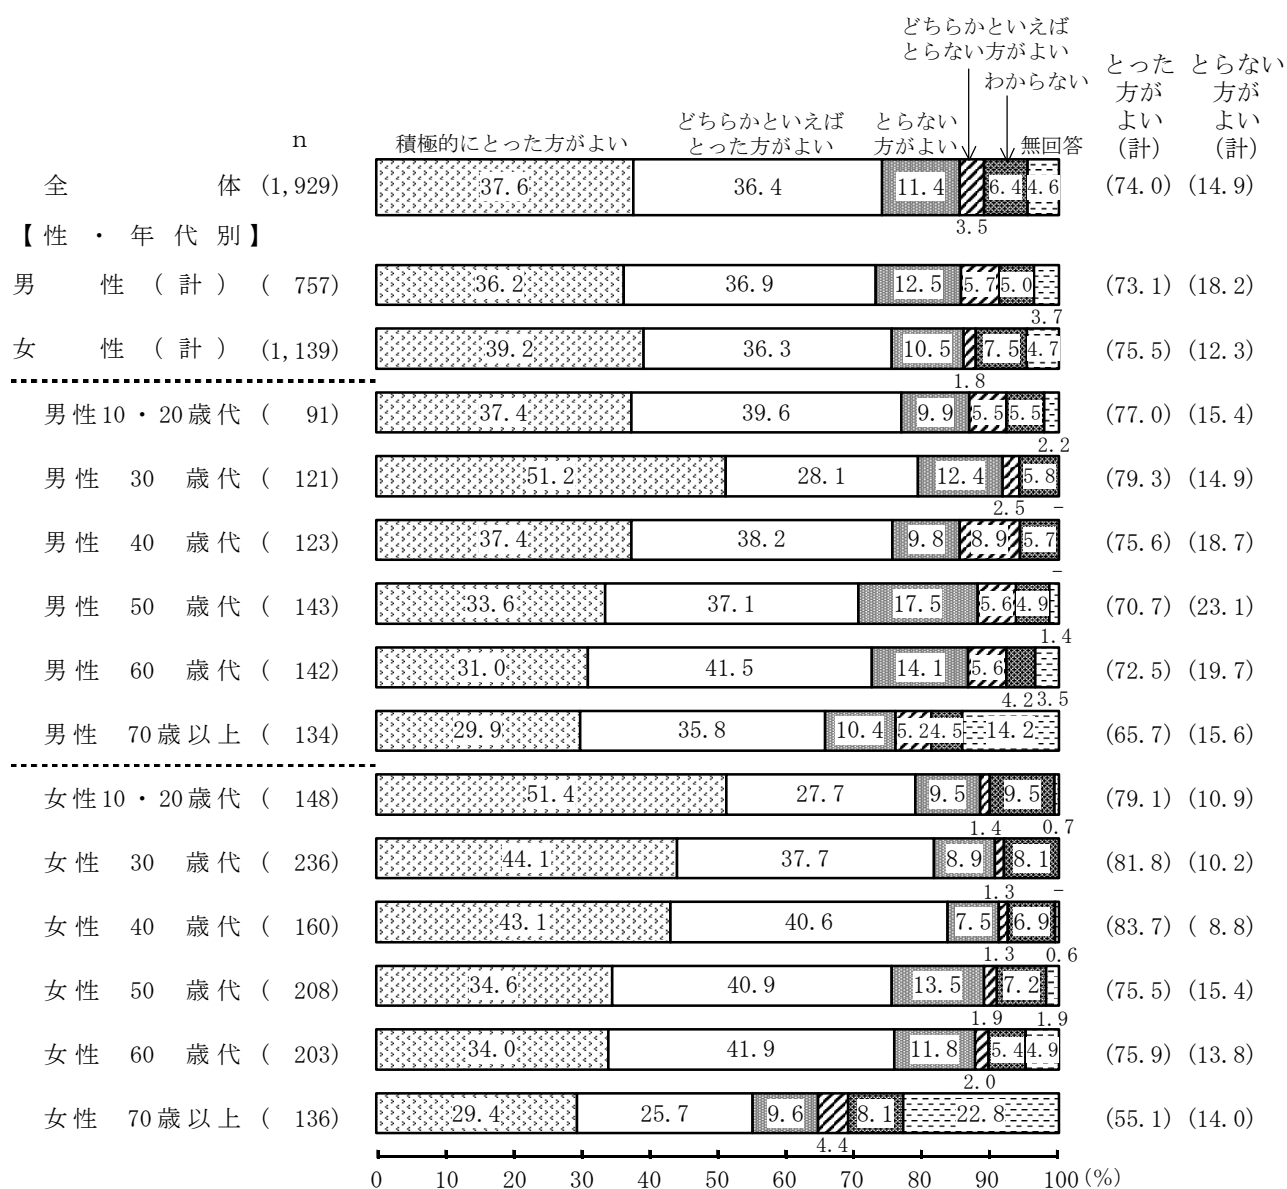 どちらかといえば
とらない方がよい
わからない
とった
方が
よい
(計)
とらない
方が
よい
(計)
n
積極的にとった方がよい
どちらかといえば
とった方がよい
とらない
方がよい
無回答
全体 (1,929) 37.6 36.4 11.4 3.5 6.4 4.6 (74.0) (14.9)
【性・年代別】
男性(計) ( 757) 36.2 36.9 12.5 5.7 5.0 3.7 (73.1) (18.2)
女性(計) (1,139) 39.2 36.3 10.5 1.8 7.5 4.7 (75.5) (12.3)
男性10・20歳代 ( 91) 37.4 39.6 9.9 5.5 5.5 2.2 (77.0) (15.4)
男性 30 歳代 ( 121) 51.2 28.1 12.4 2.5 5.8 - (79.3) (14.9)
男性 40 歳代 ( 123) 37.4 38.2 9.8 8.9 5.7 - (75.6) (18.7)
男性 50 歳代 ( 143) 33.6 37.1 17.5 5.6 4.9 1.4 (70.7) (23.1)
男性 60 歳代 ( 142) 31.0 41.5 14.1 5.6 4.2 3.5 (72.5) (19.7)
男性 70歳以上 ( 134) 29.9 35.8 10.4 5.2 4.5 14.2 (65.7) (15.6)
女性10・20歳代 ( 148) 51.4 27.7 9.5 1.4 9.5 0.7 (79.1) (10.9)
女性 30 歳代 ( 236) 44.1 37.7 8.9 1.3 8.1 - (81.8) (10.2)
女性 40 歳代 ( 160) 43.1 40.6 7.5 1.3 6.9 0.6 (83.7) ( 8.8)
女性 50 歳代 ( 208) 34.6 40.9 13.5 1.9 7.2 1.9 (75.5) (15.4)
女性 60 歳代 ( 203) 34.0 41.9 11.8 2.0 5.4 4.9 (75.9) (13.8)
女性 70歳以上 ( 136) 29.4 25.7 9.6 4.4 8.1 22.8 (55.1) (14.0)
0 10 20 30 40 50 60 70 80 90 100 (%)